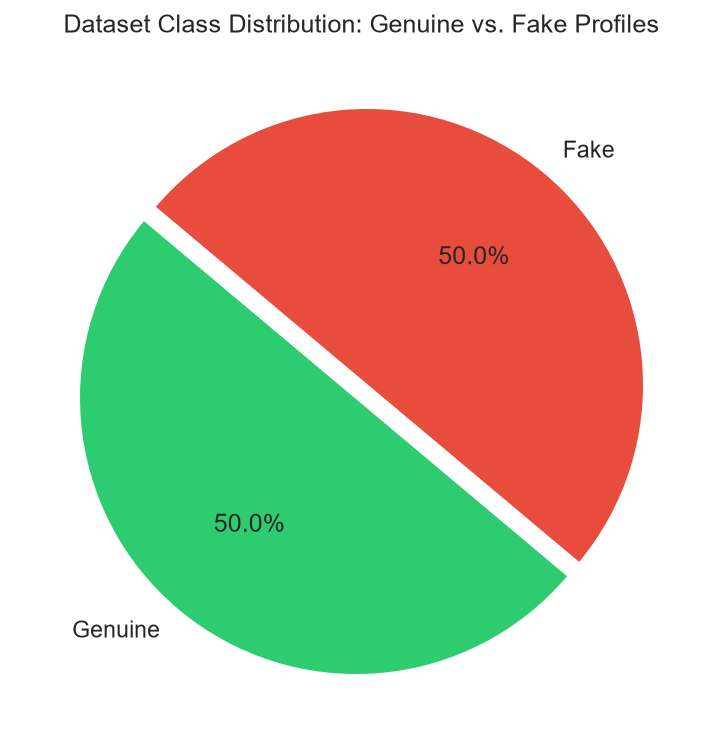 Dataset Class Distribution: Genuine vs. Fake Profiles
Fake
50.0%
50.0%
Genuine